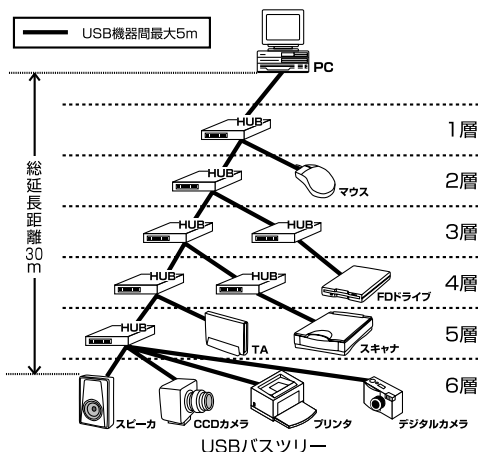 USB機器間最大5m
PC
HUB
1層
HUB
マウス
2層
HUB
HUB
3層
総延長距離30m
HUB
HUB
FDドライブ
4層
HUB
TA
スキャナ
5層
スピーカ
CCDカメラ
プリンタ
デジタルカメラ
6層
USBバスツリー